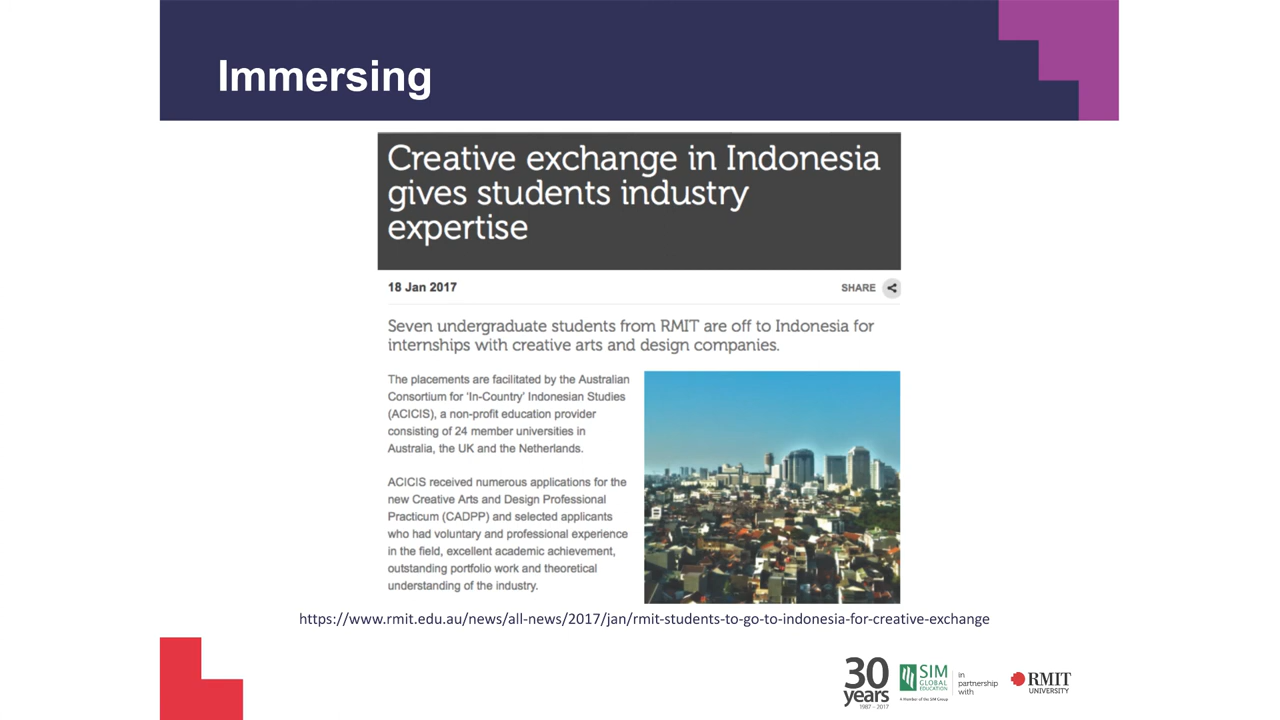 Immersing
Creative exchange in Indonesia
gives students industry
expertise
18 Jan 2017
SHARE
Seven undergraduate students from RMIT are off to Indonesia for
internships with creative arts and design companies.
The placements are facilitated by the Australian
Consortium for 'In-Country' Indonesian Studies
(ACICIS), a non-profit education provider
consisting of 24 member universities in
Australia, the UK and the Netherlands.
ACICIS received numerous applications for the
new Creative Arts and Design Professional
Practicum (CADPP) and selected applicants
who had voluntary and professional experience
in the field, excellent academic achievement,
outstanding portfolio work and theoretical
understanding of the industry.
https://www.rmit.edu.au/news/all-news/2017/jan/rmit-students-to-go-to-indonesia-for-creative-exchange
30
years
1987 – 2017
SIM
GLOBAL
EDUCATION
A Member of the SIM Group
in
partnership
with
RMIT
UNIVERSITY